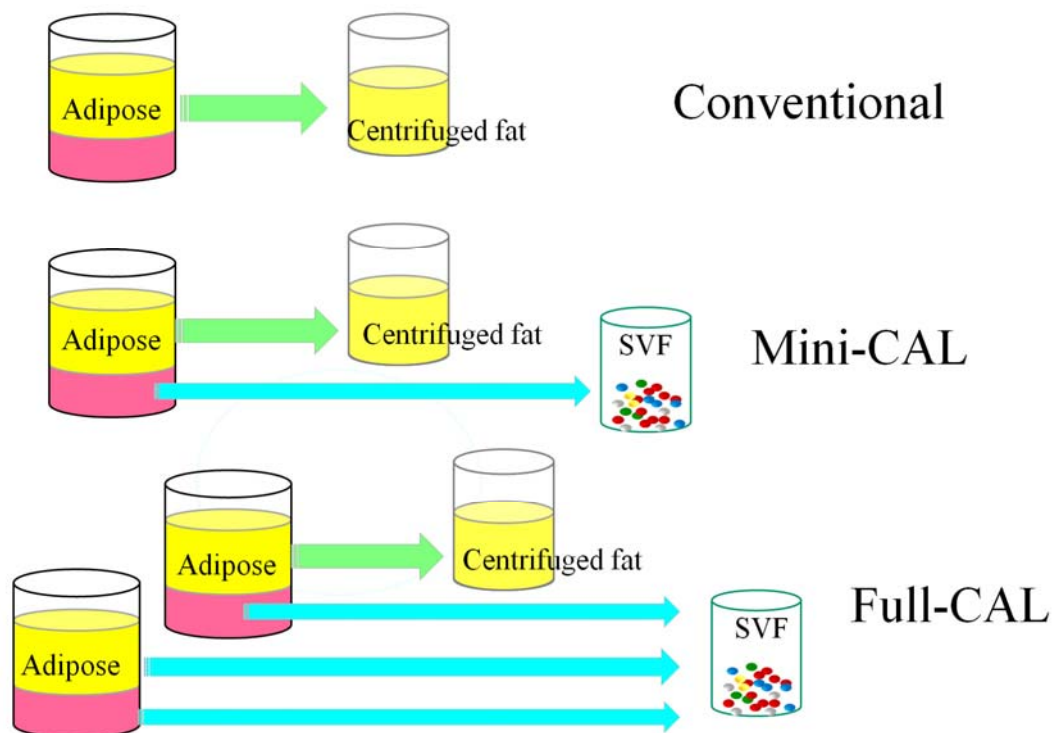 Adipose
Centrifuged fat
Conventional
Adipose
Centrifuged fat
SVF
Mini-CAL
Adipose
Centrifuged fat
Adipose
SVF
Full-CAL